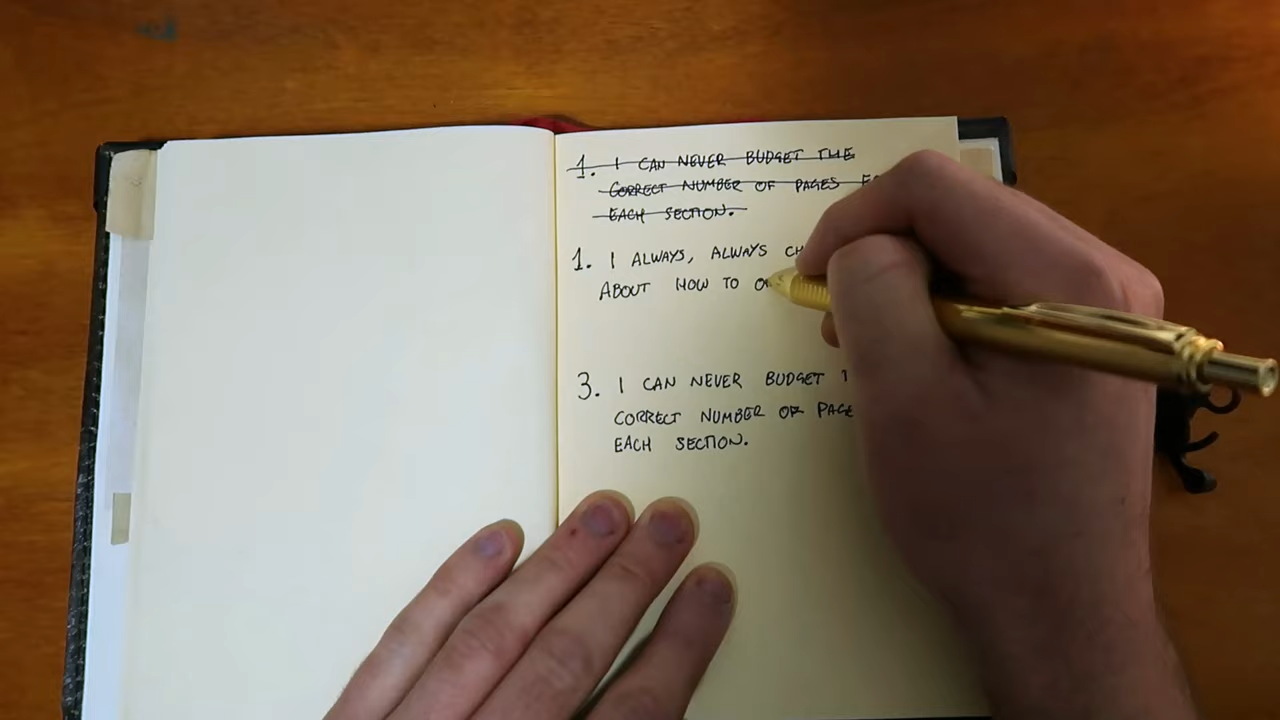 1. I CAN NEVER BUDGET THE
CORRECT NUMBER OF PAGES
EACH SECTION.
1. I ALWAYS, ALWAYS
ABOUT HOW TO
3. I CAN NEVER BUDGET
CORRECT NUMBER OF PAGE
EACH SECTION.